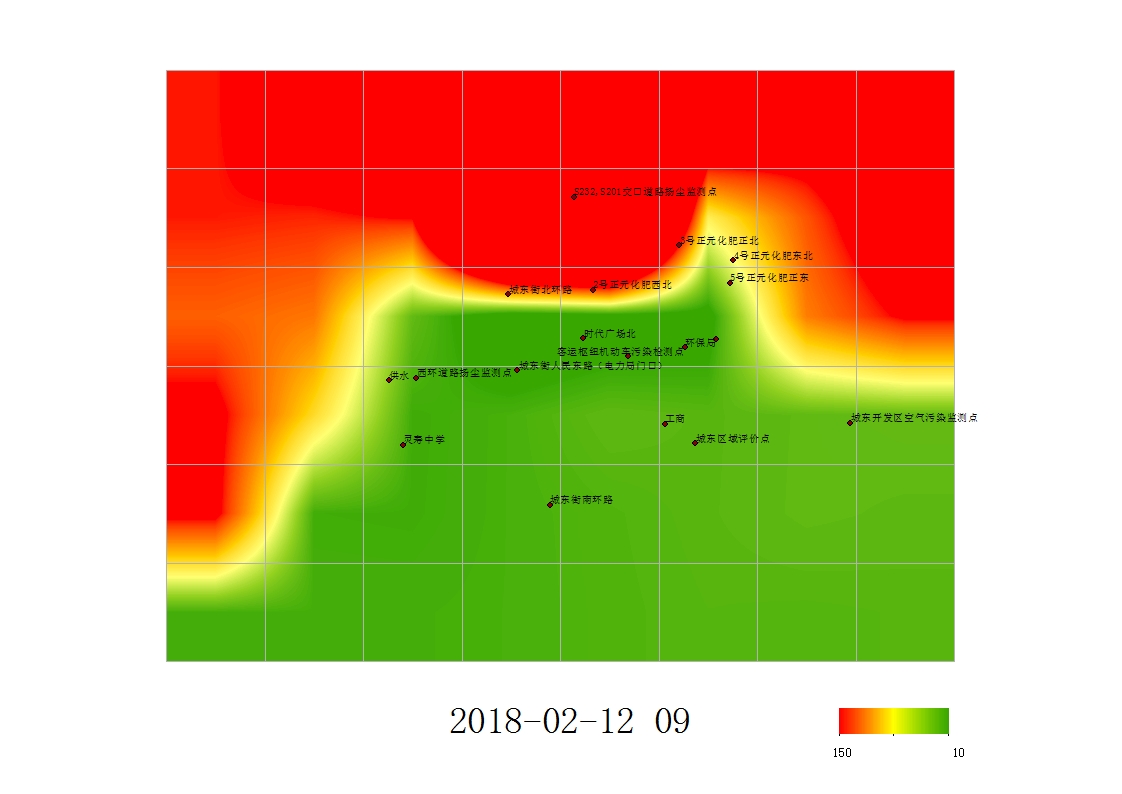 S232,S201交口道路扬尘监测点
3号正元化肥正北
4号正元化肥东北
5号正元化肥正东
2号正元化肥西北
城东街北环路
时代广场北
环保局
客运枢纽机动车污染检测点
城东街人民东路（电力局门口）
供水
西环道路扬尘监测点
工商
城东开发区空气污染监测点
灵寿中学
城东区域评价点
城东街南环路
2018-02-12 09
150
10